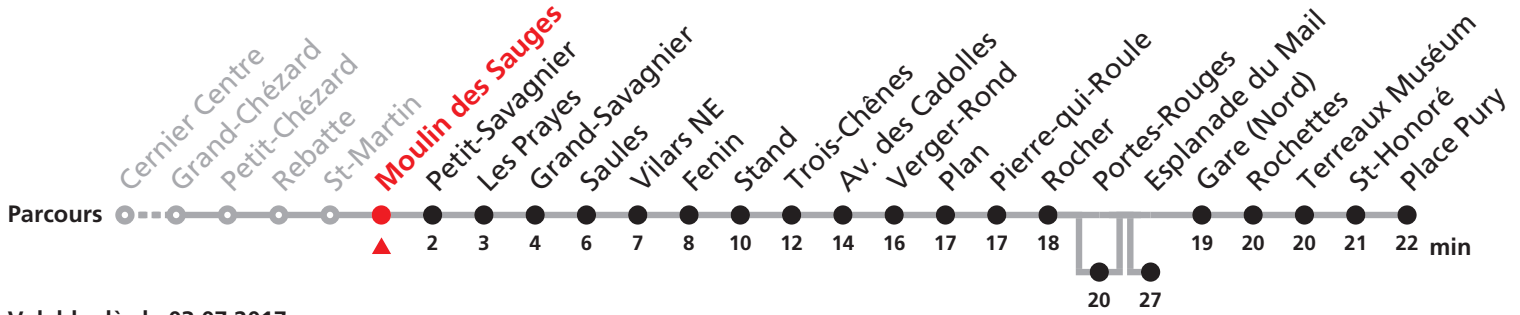 Cernier Centre
Grand-Chézard
Petit-Chézard
Rebatte
St-Martin
Moulin des Sauges
Petit-Savagnier
Les Prayes
Grand-Savagnier
Saules
Vilars NE
Fenin
Stand
Trois-Chênes
Av. des Cadolles
Verger-Rond
Plan
Pierre-qui-Roule
Rocher
Portes-Rouges
Esplanade du Mail
Gare (Nord)
Rochettes
Terreaux Muséum
St-Honoré
Place Pury
Parcours
2 3 4 6 7 8 10 12 14 16 17 17 18 19 20 20 21 22 min
20 27